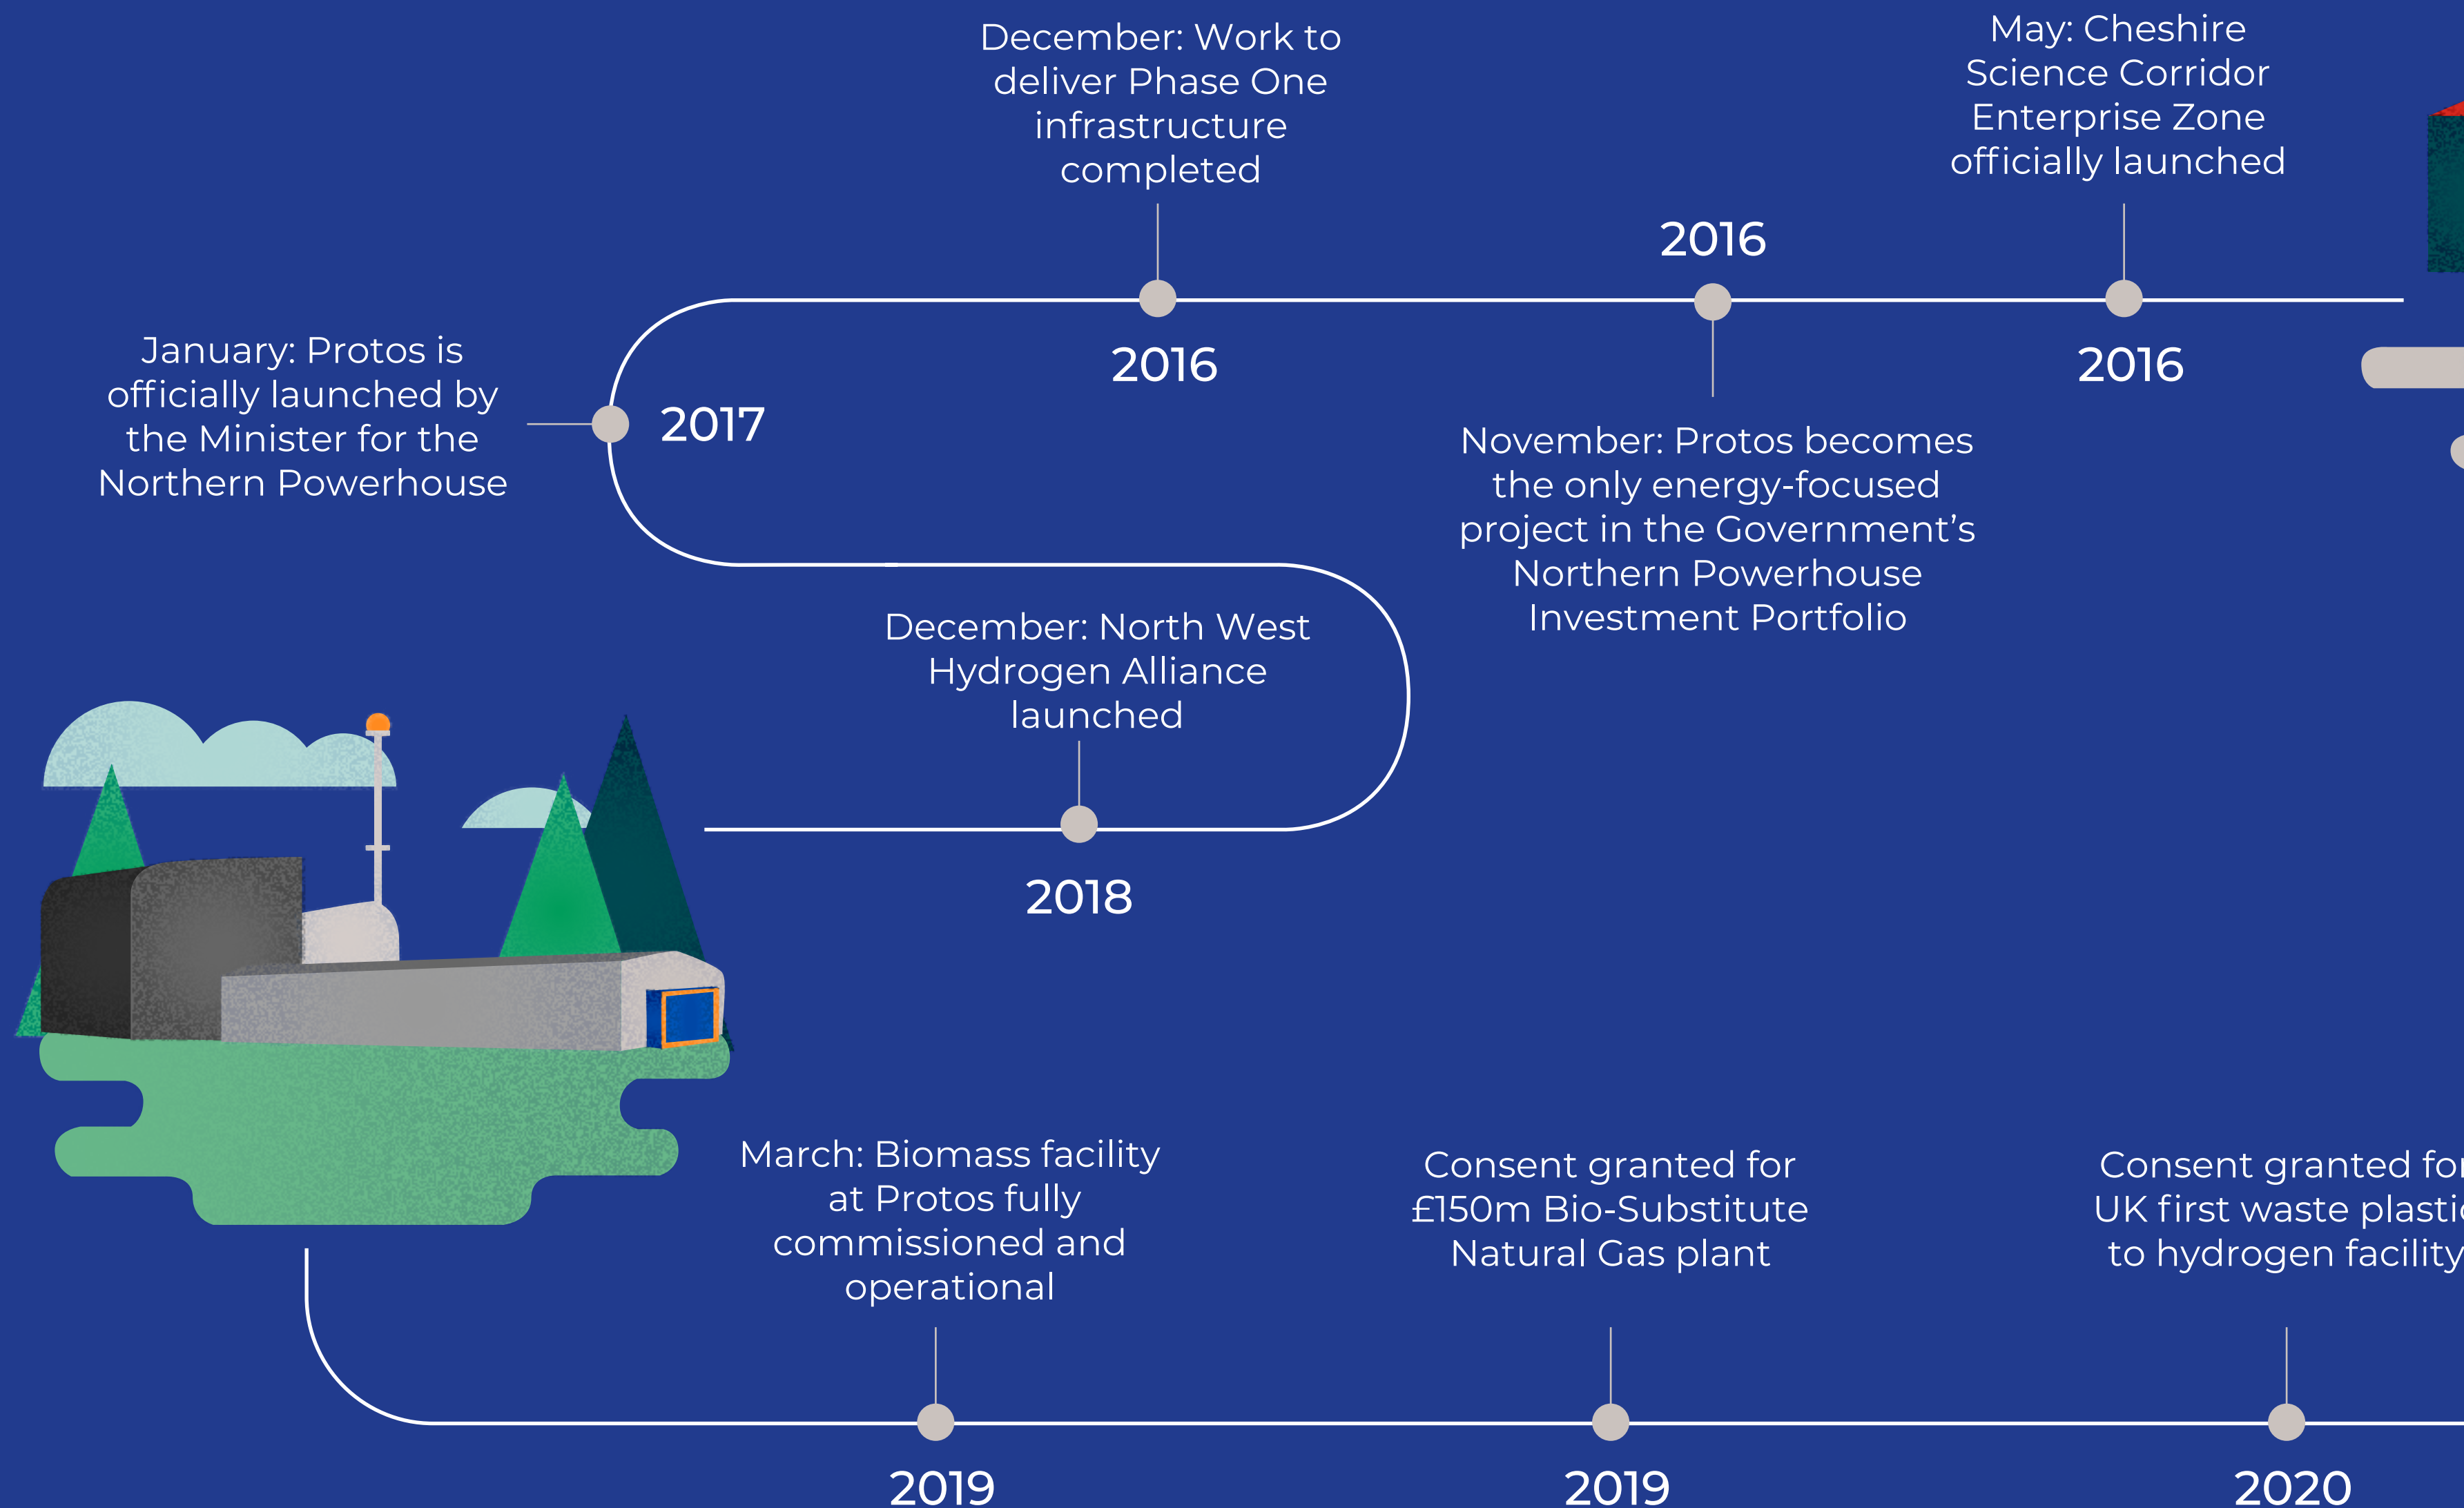 May: Cheshire
Science Corridor
Enterprise Zone
officially launched
2016
2016
November: Protos becomes
the only energy-focused
project in the Government’s
Northern Powerhouse
Investment Portfolio
December: Work to
deliver Phase One
infrastructure
completed
2016
January: Protos is
officially launched by
the Minister for the
Northern Powerhouse
2017
December: North West
Hydrogen Alliance
launched
2018
March: Biomass facility
at Protos fully
commissioned and
operational
2019
Consent granted for
£150m Bio-Substitute
Natural Gas plant
2019
Consent granted for
UK first waste plastic
to hydrogen facility
2020